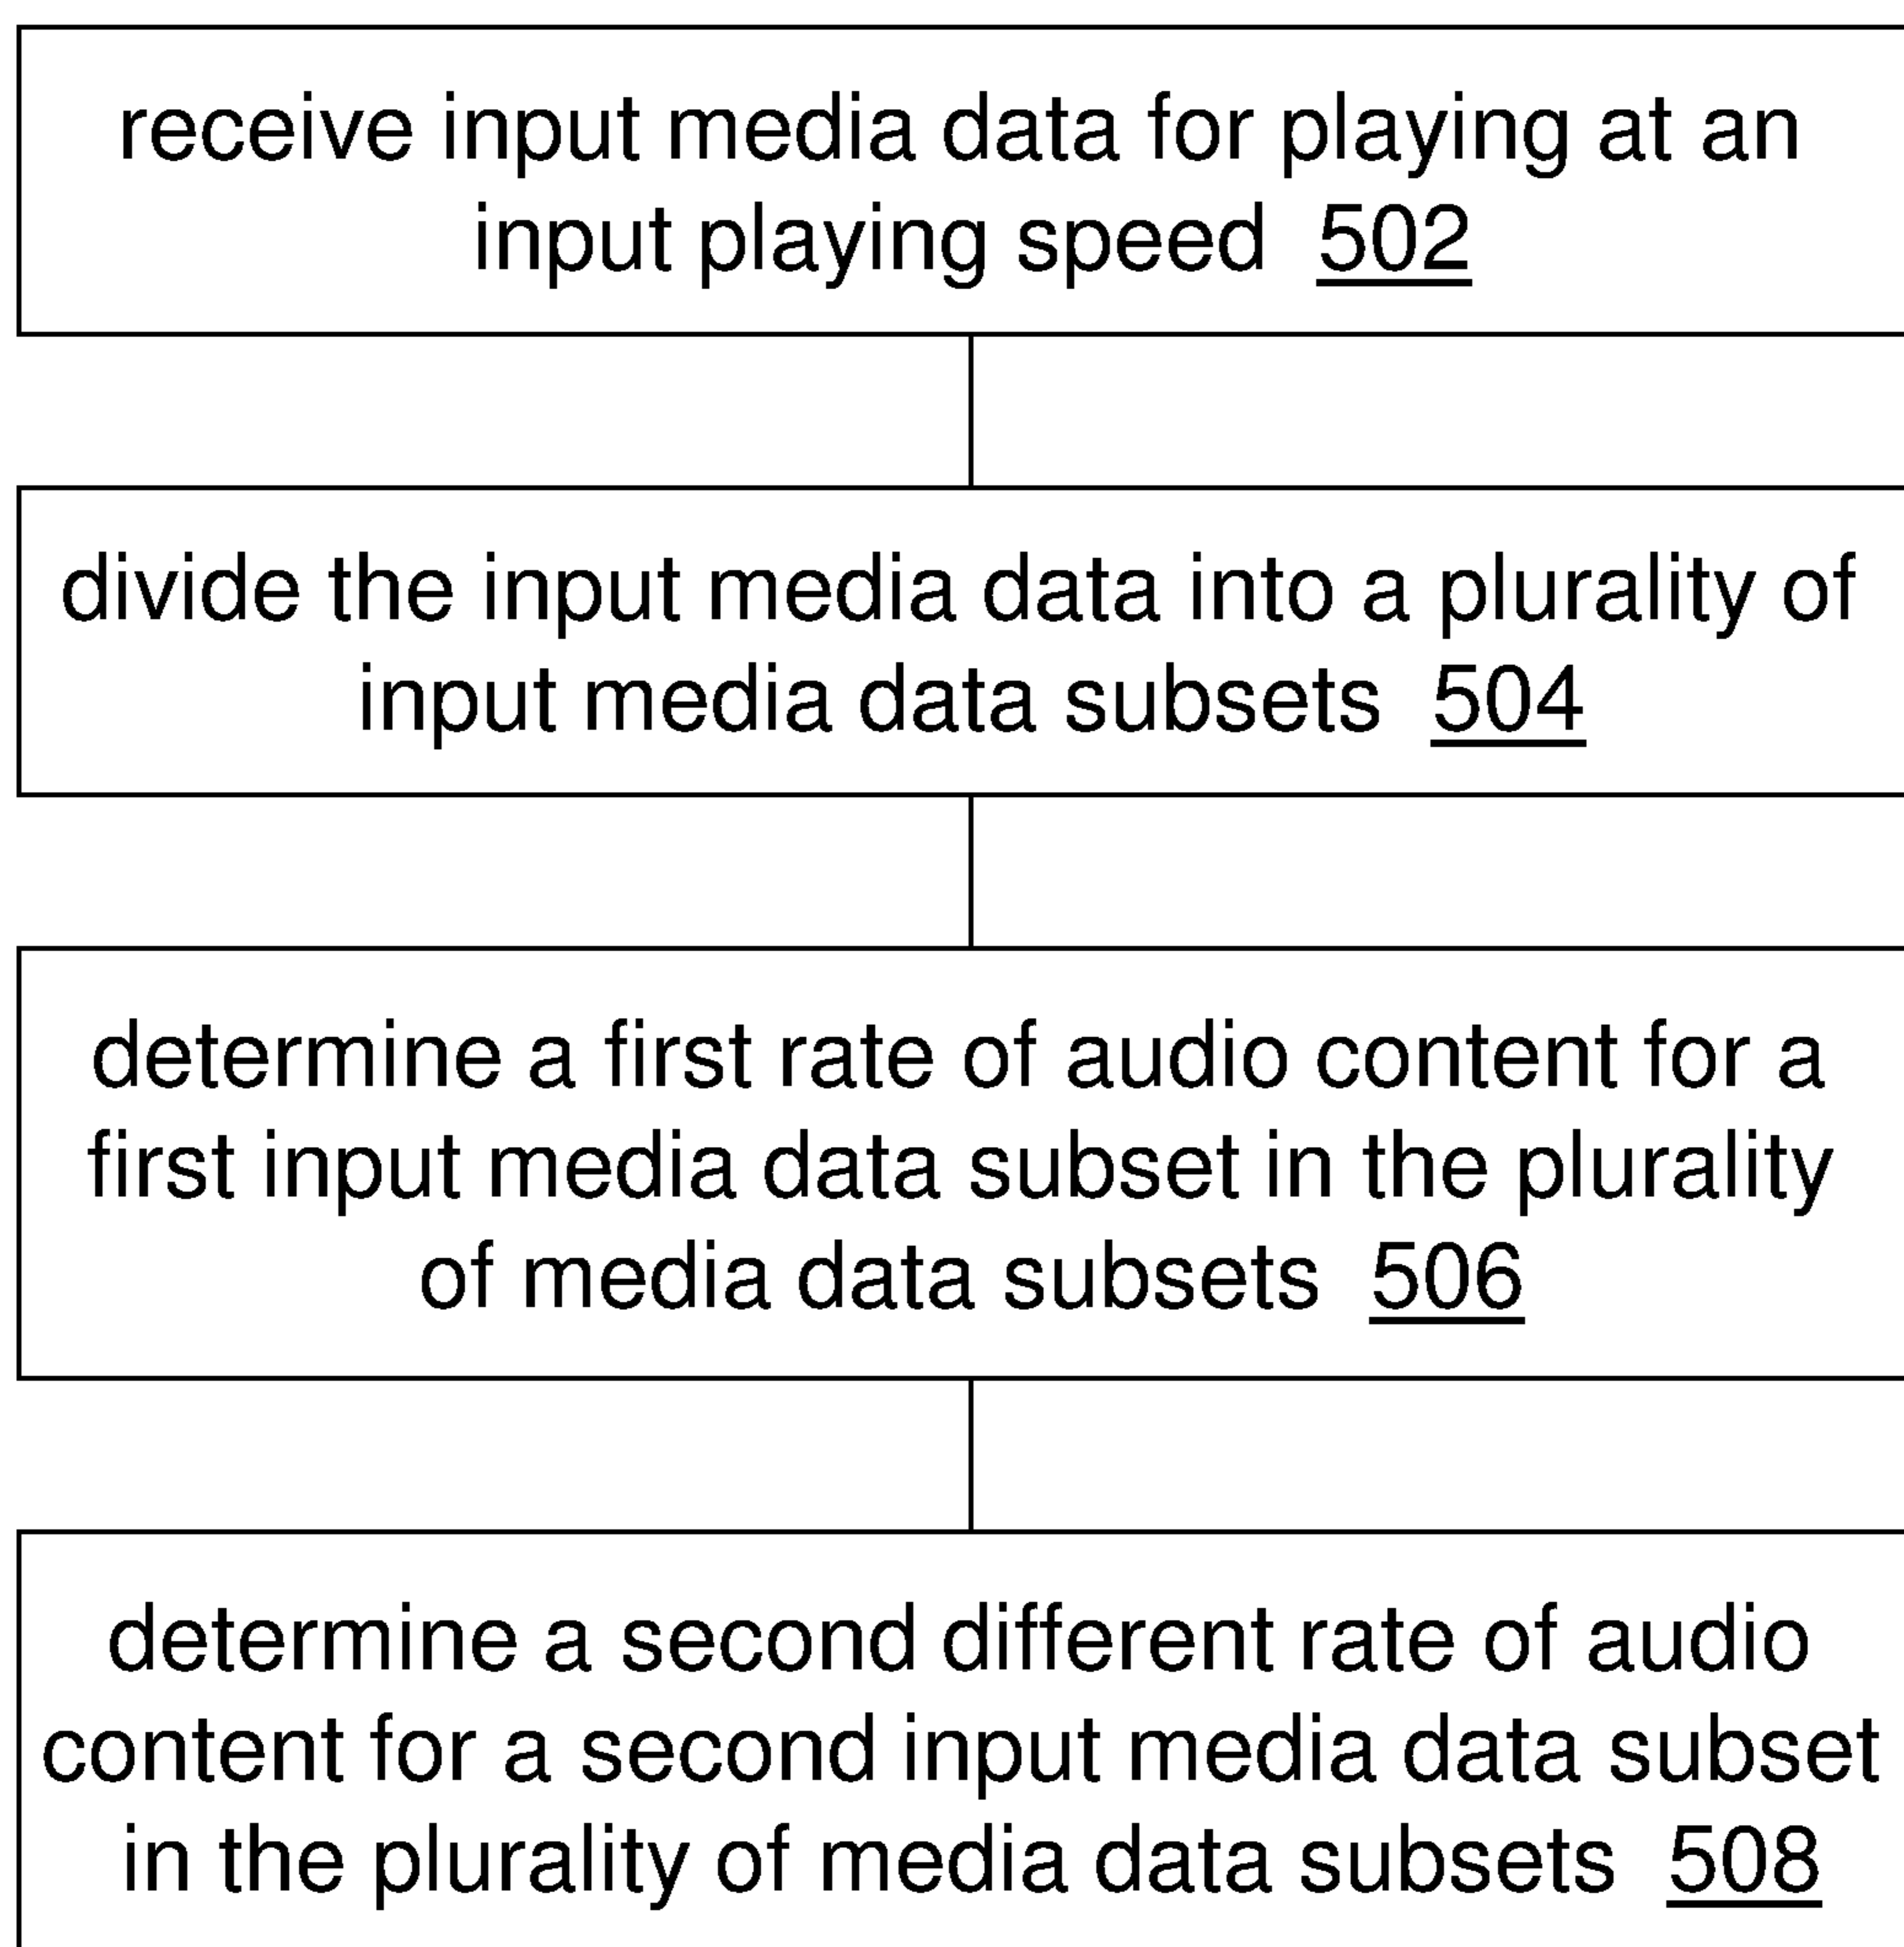 receive input media data for playing at an
input playing speed 502
divide the input media data into a plurality of
input media data subsets 504
determine a first rate of audio content for a
first input media data subset in the plurality
of media data subsets 506
determine a second different rate of audio
content for a second input media data subset
in the plurality of media data subsets 508